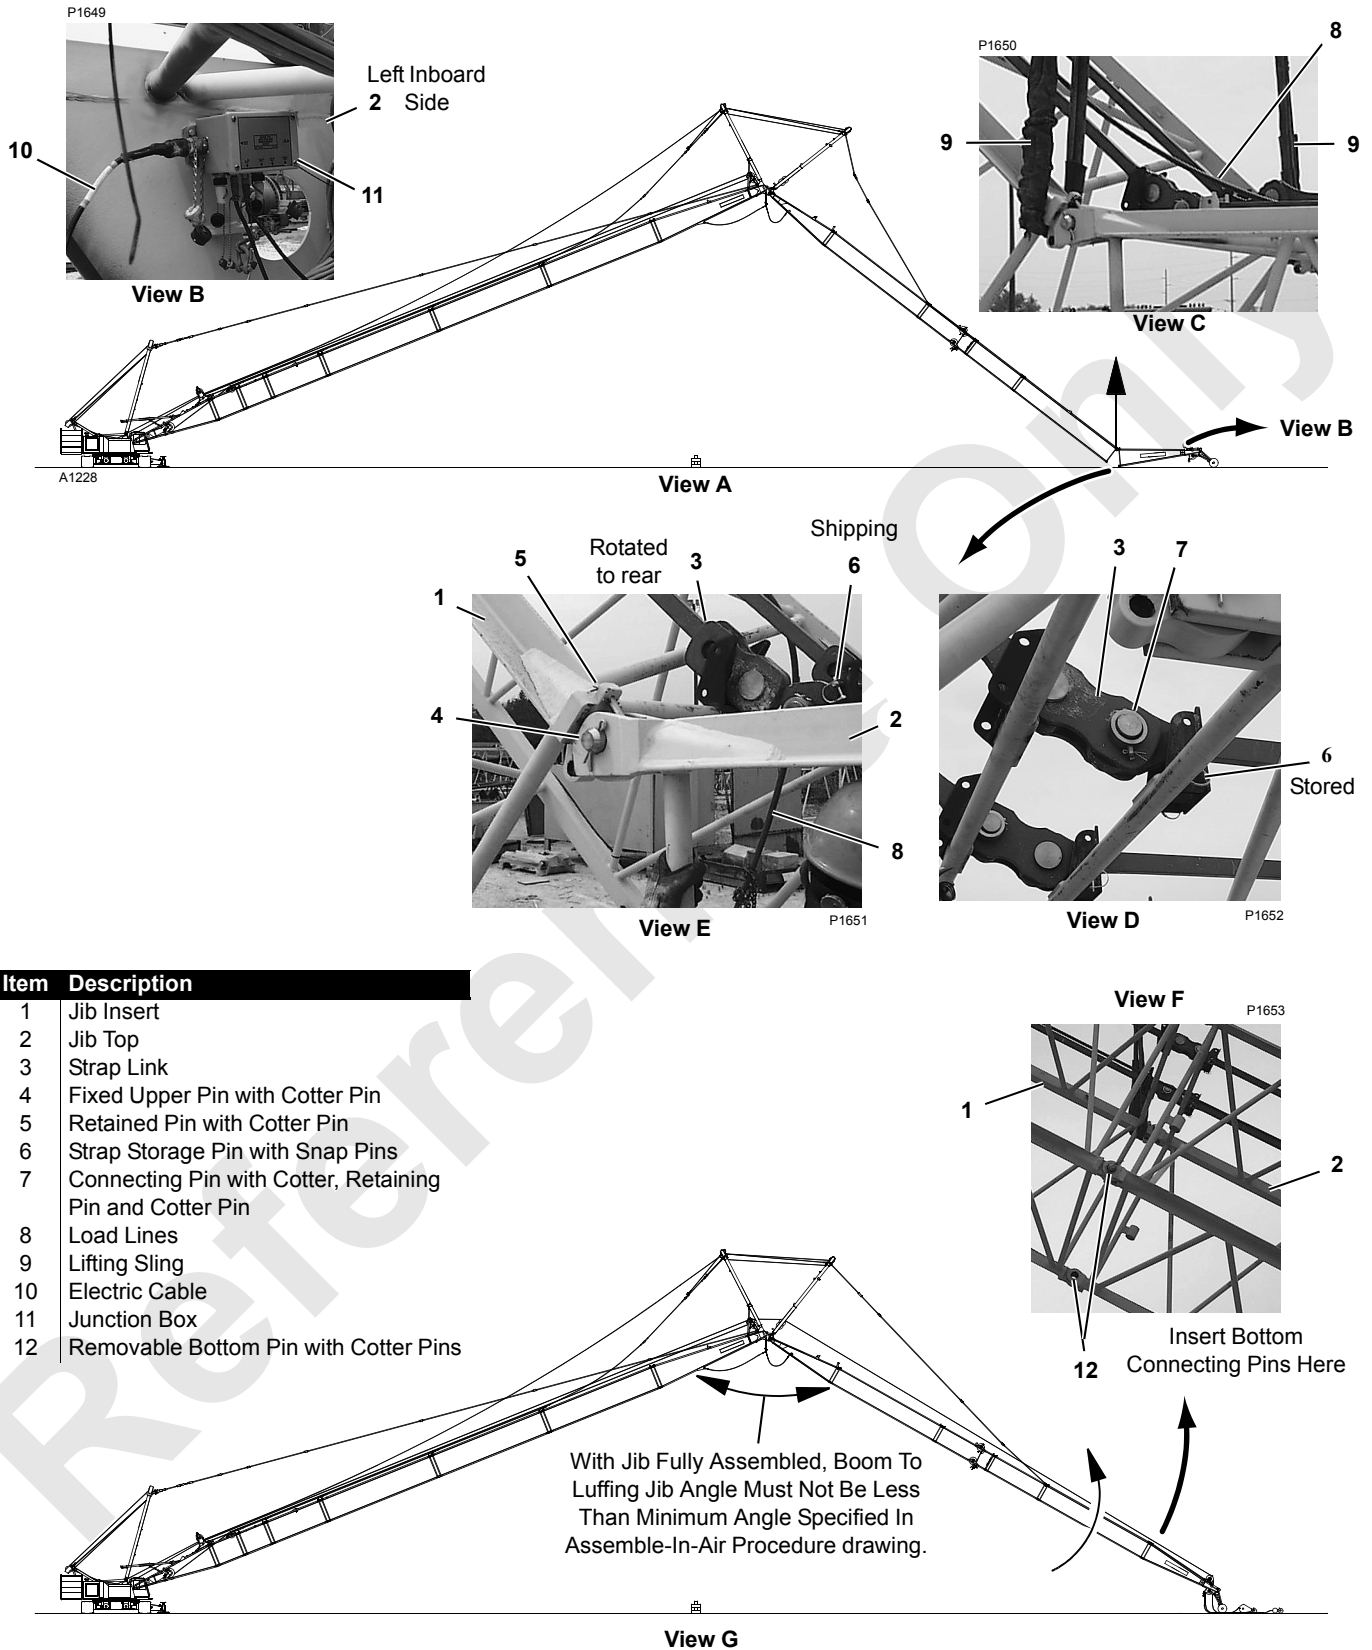 P1649
Left Inboard
2 Side
10
11
View B
P1650
8
9
9
View C
View B
A1228
View A
Shipping
Rotated
to rear
5
3
6
1
4
2
8
View E
P1651
3
7
6
Stored
View D
P1652
Item Description
1 Jib Insert
2 Jib Top
3 Strap Link
4 Fixed Upper Pin with Cotter Pin
5 Retained Pin with Cotter Pin
6 Strap Storage Pin with Snap Pins
7 Connecting Pin with Cotter, Retaining
Pin and Cotter Pin
8 Load Lines
9 Lifting Sling
10 Electric Cable
11 Junction Box
12 Removable Bottom Pin with Cotter Pins
View F
P1653
1
2
12
Insert Bottom
Connecting Pins Here
With Jib Fully Assembled, Boom To
Luffing Jib Angle Must Not Be Less
Than Minimum Angle Specified In
Assemble-In-Air Procedure drawing.
View G
Reference Only